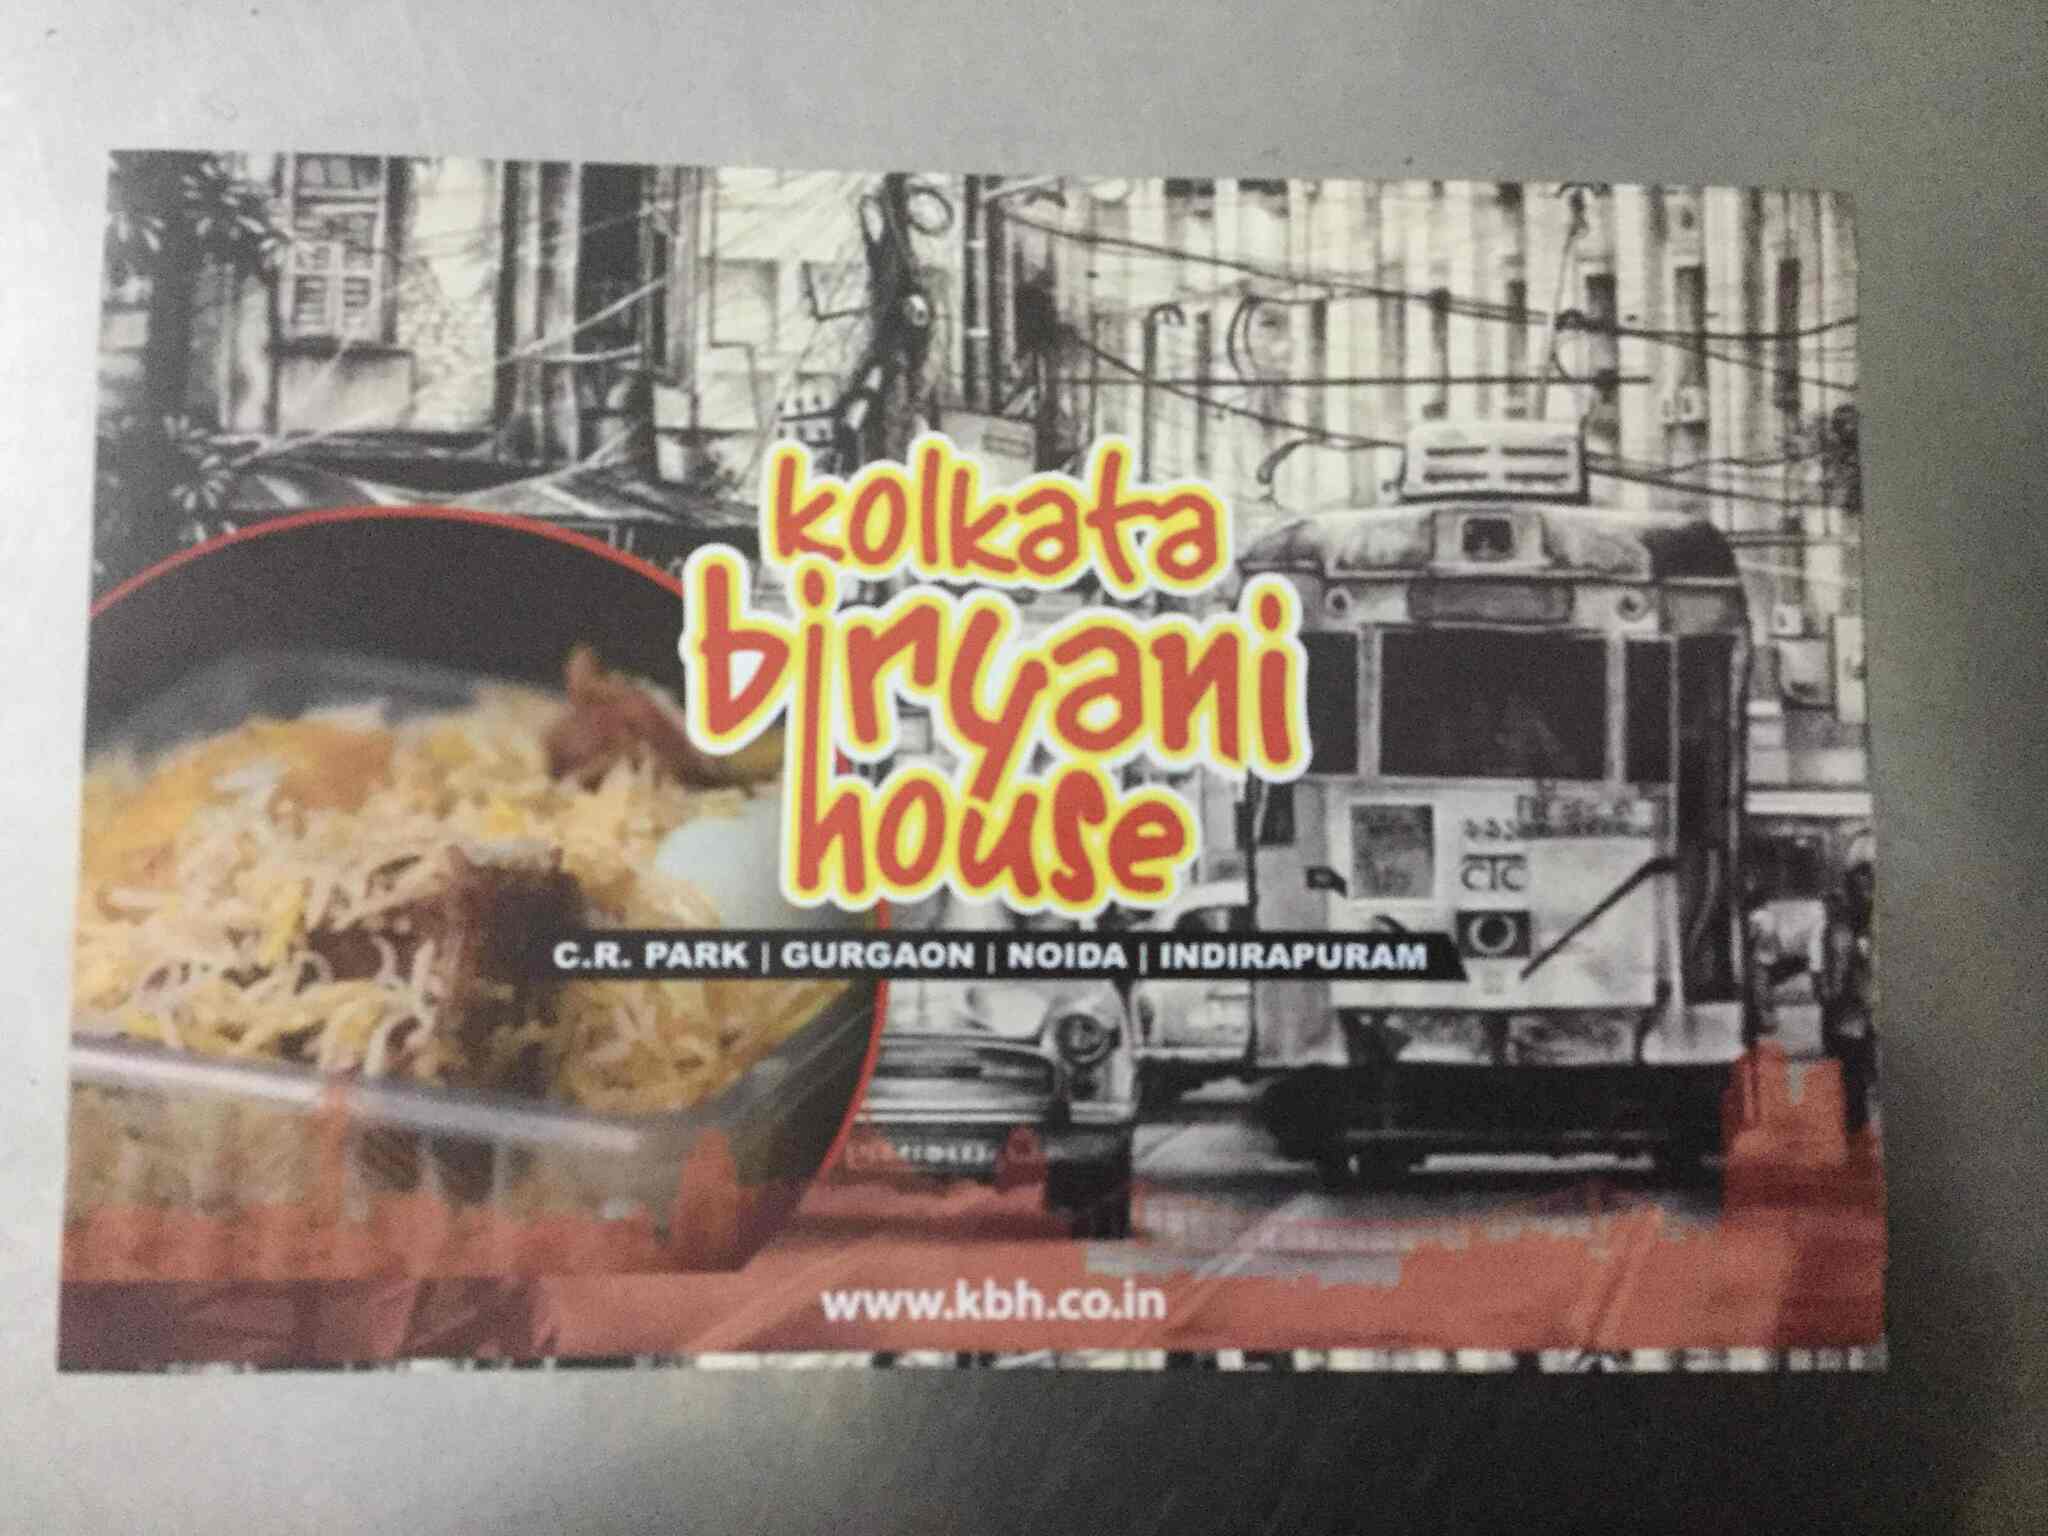 kolkata
biryani
house
C.R. PARK | GURGAON | NOIDA | INDIRAPURAM
CTC
www.kbh.co.in